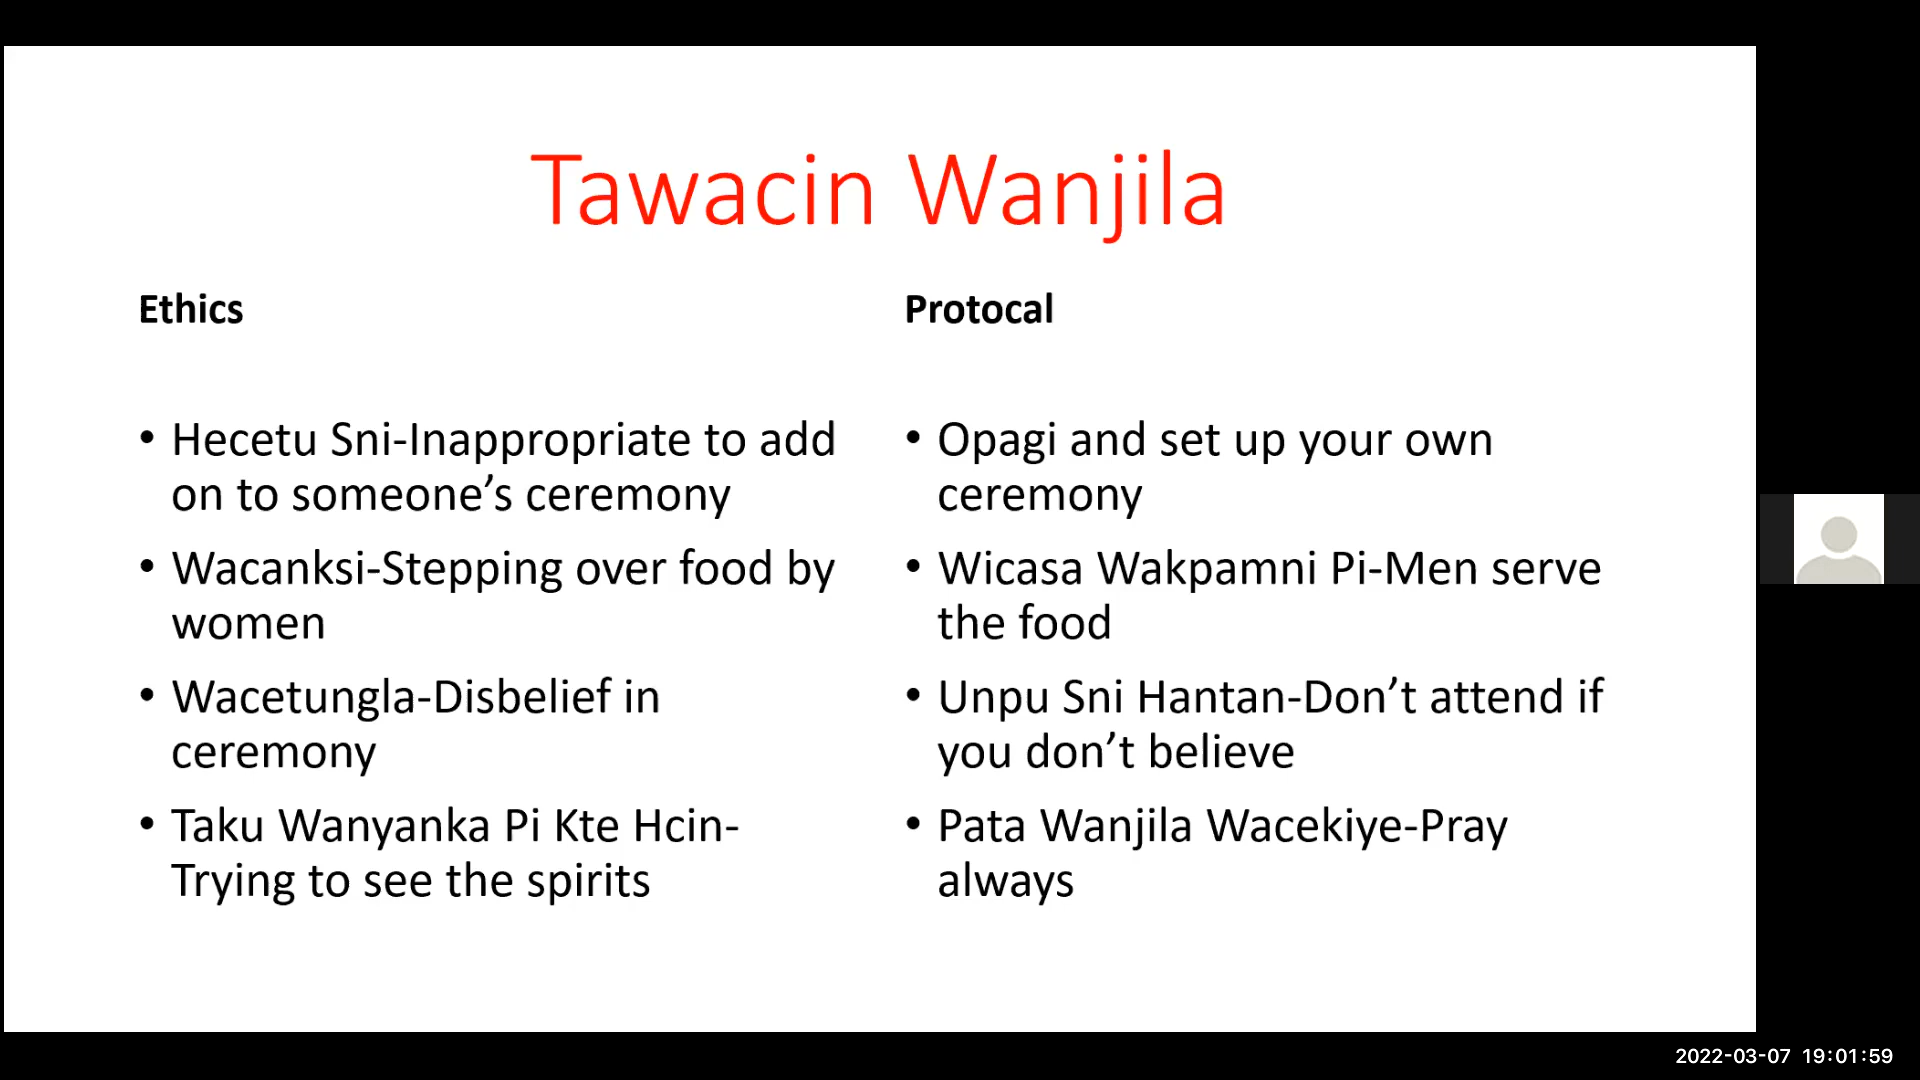 Tawacin Wanjila
Ethics
• Hecetu Sni-Inappropriate to add
on to someone’s ceremony
• Wacanksi-Stepping over food by
women
• Wacetungla-Disbelief in
ceremony
• Taku Wanyanka Pi Kte Hcin-
Trying to see the spirits
Protocal
• Opagi and set up your own
ceremony
• Wicasa Wakpamni Pi-Men serve
the food
• Unpu Sni Hantan-Don’t attend if
you don’t believe
• Pata Wanjila Wacekiye-Pray
always
2022-03-07 19:01:59